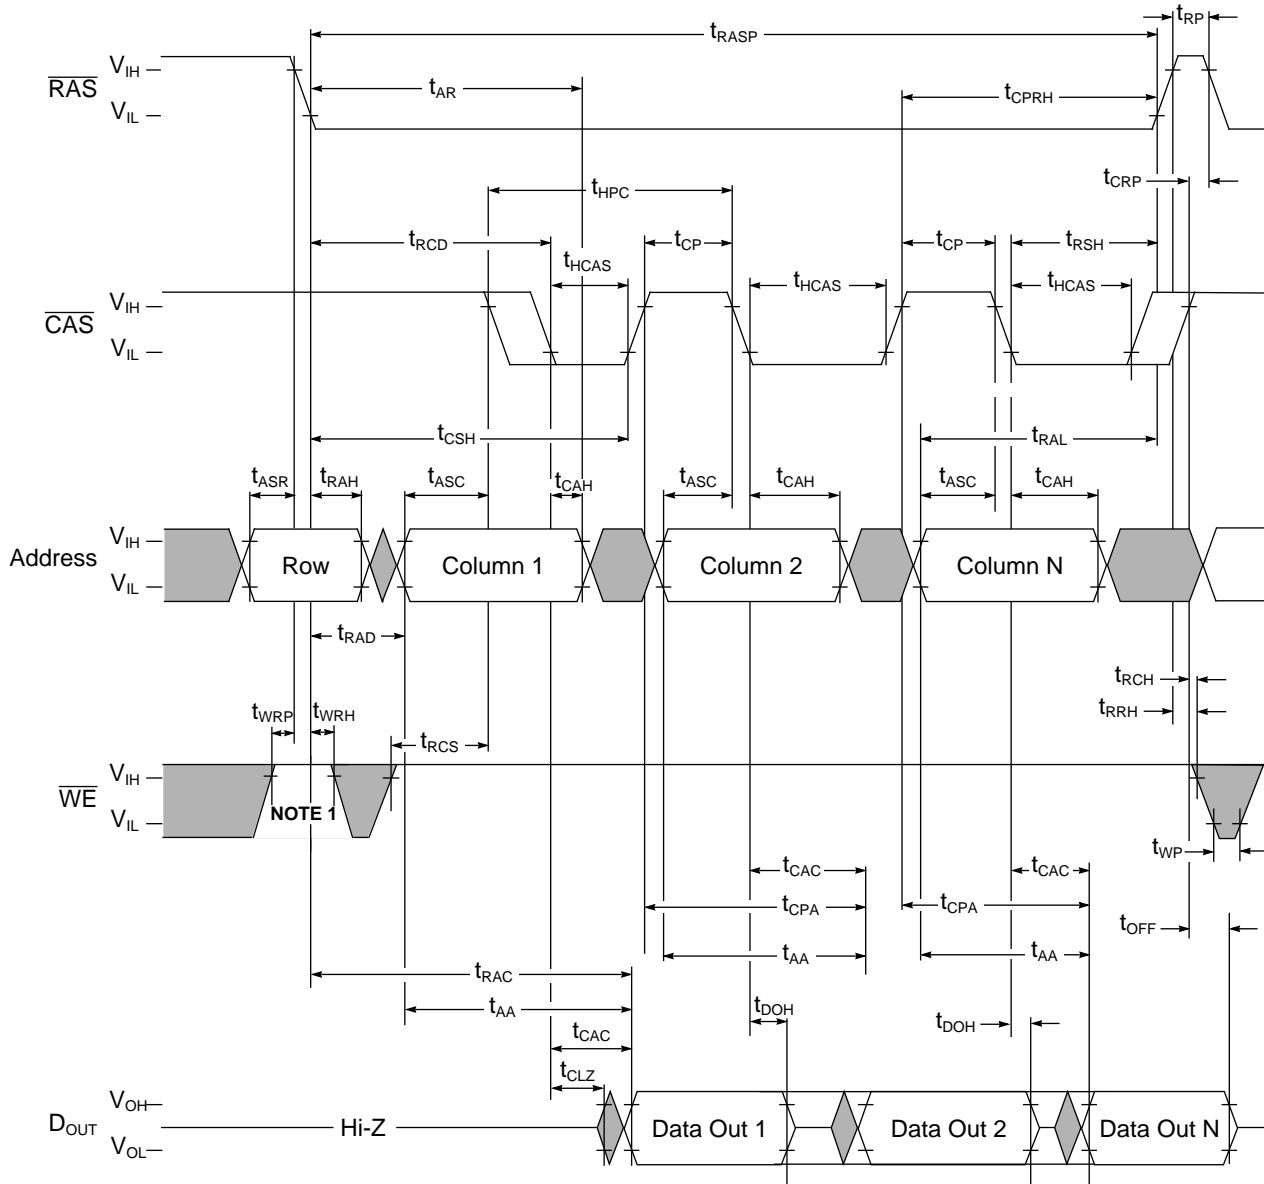 tRP
tRASP
VIH
RAS
VIL
tAR
tCPRH
tCRP
tHPC
tRCD
tCP
tCP
tRSH
tHCAS
tHCAS
tHCAS
VIH
CAS
VIL
tCSH
tRAL
tASR
tRAH
tASC
tCAH
tASC
tCAH
tASC
tCAH
VIH
Address
VIL
Row
Column 1
Column 2
Column N
tRAD
tRCH
tRRH
tWRP
tWRH
tRCS
VIH
WE
VIL
NOTE 1
tWP
tCAC
tCAC
tCPA
tCPA
tOFF
tAA
tAA
tRAC
tAA
tDOH
tDOH
tCAC
tCLZ
VOH
DOUT
VOL
Hi-Z
Data Out 1
Data Out 2
Data Out N